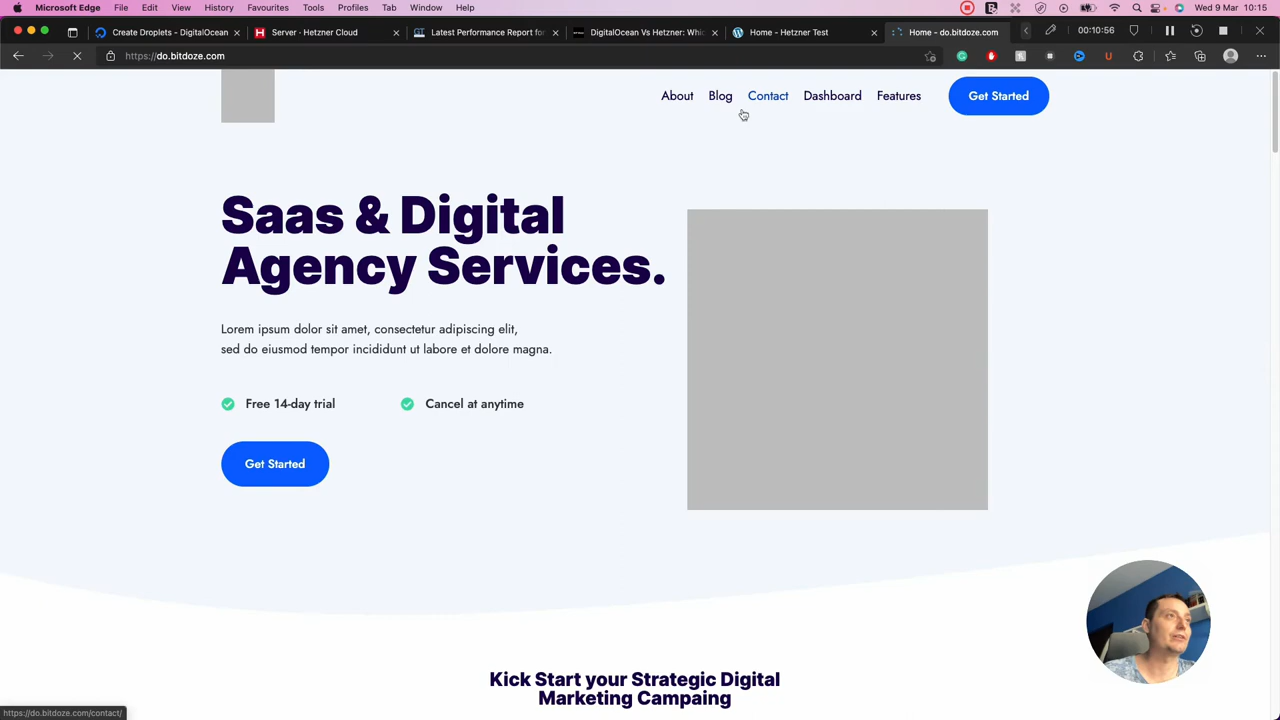 Microsoft Edge File Edit View History Favourites Tools Profiles Tab Window Help Wed 9 Mar 10:15
Create Droplets - DigitalOcean Server · Hetzner Cloud Latest Performance Report for DigitalOcean Vs Hetzner: Whic Home - Hetzner Test Home - do.bitdoze.com 00:10:56
https://do.bitdoze.com
About Blog Contact Dashboard Features Get Started
Saas & Digital
Agency Services.
Lorem ipsum dolor sit amet, consectetur adipiscing elit,
sed do eiusmod tempor incididunt ut labore et dolore magna.
Free 14-day trial Cancel at anytime
Get Started
Kick Start your Strategic Digital
Marketing Campaing
https://do.bitdoze.com/contact/